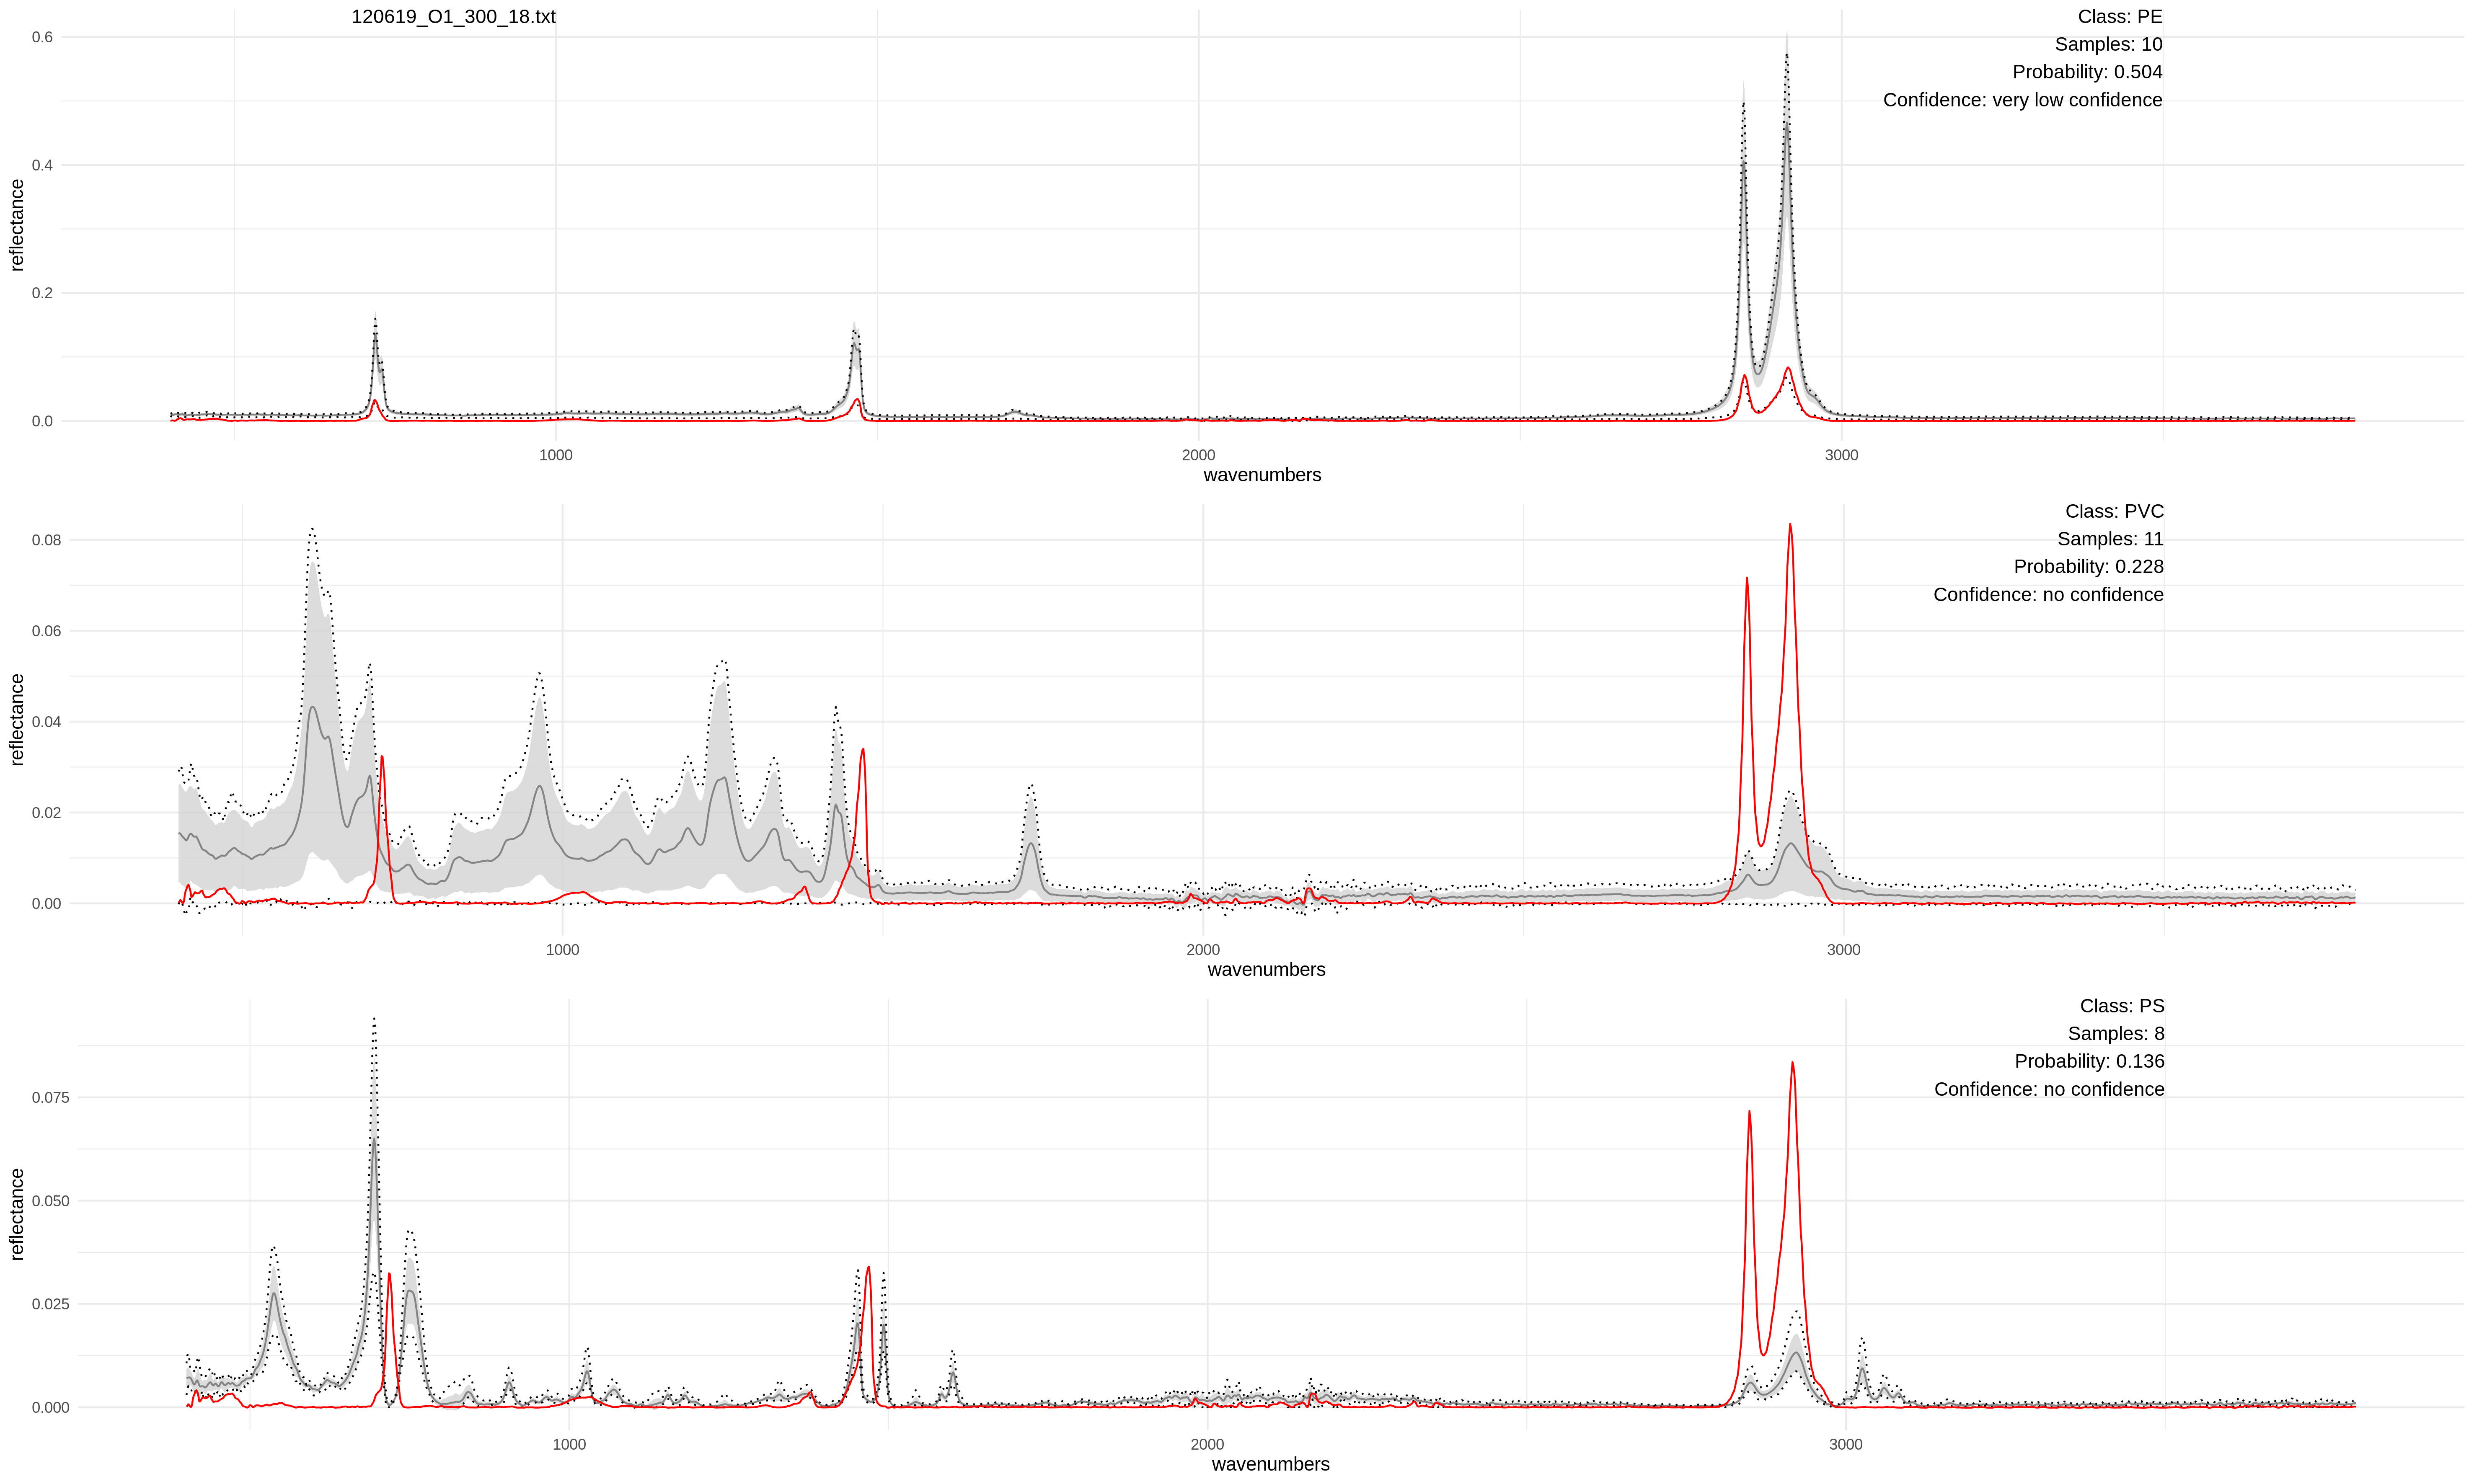 120619_O1_300_18.txt
Class: PE
Samples: 10
Probability: 0.504
Confidence: very low confidence
0.6
0.4
0.2
0.0
reflectance
1000 2000 3000
wavenumbers
Class: PVC
Samples: 11
Probability: 0.228
Confidence: no confidence
0.08
0.06
0.04
0.02
0.00
reflectance
1000 2000 3000
wavenumbers
Class: PS
Samples: 8
Probability: 0.136
Confidence: no confidence
0.075
0.050
0.025
0.000
reflectance
1000 2000 3000
wavenumbers